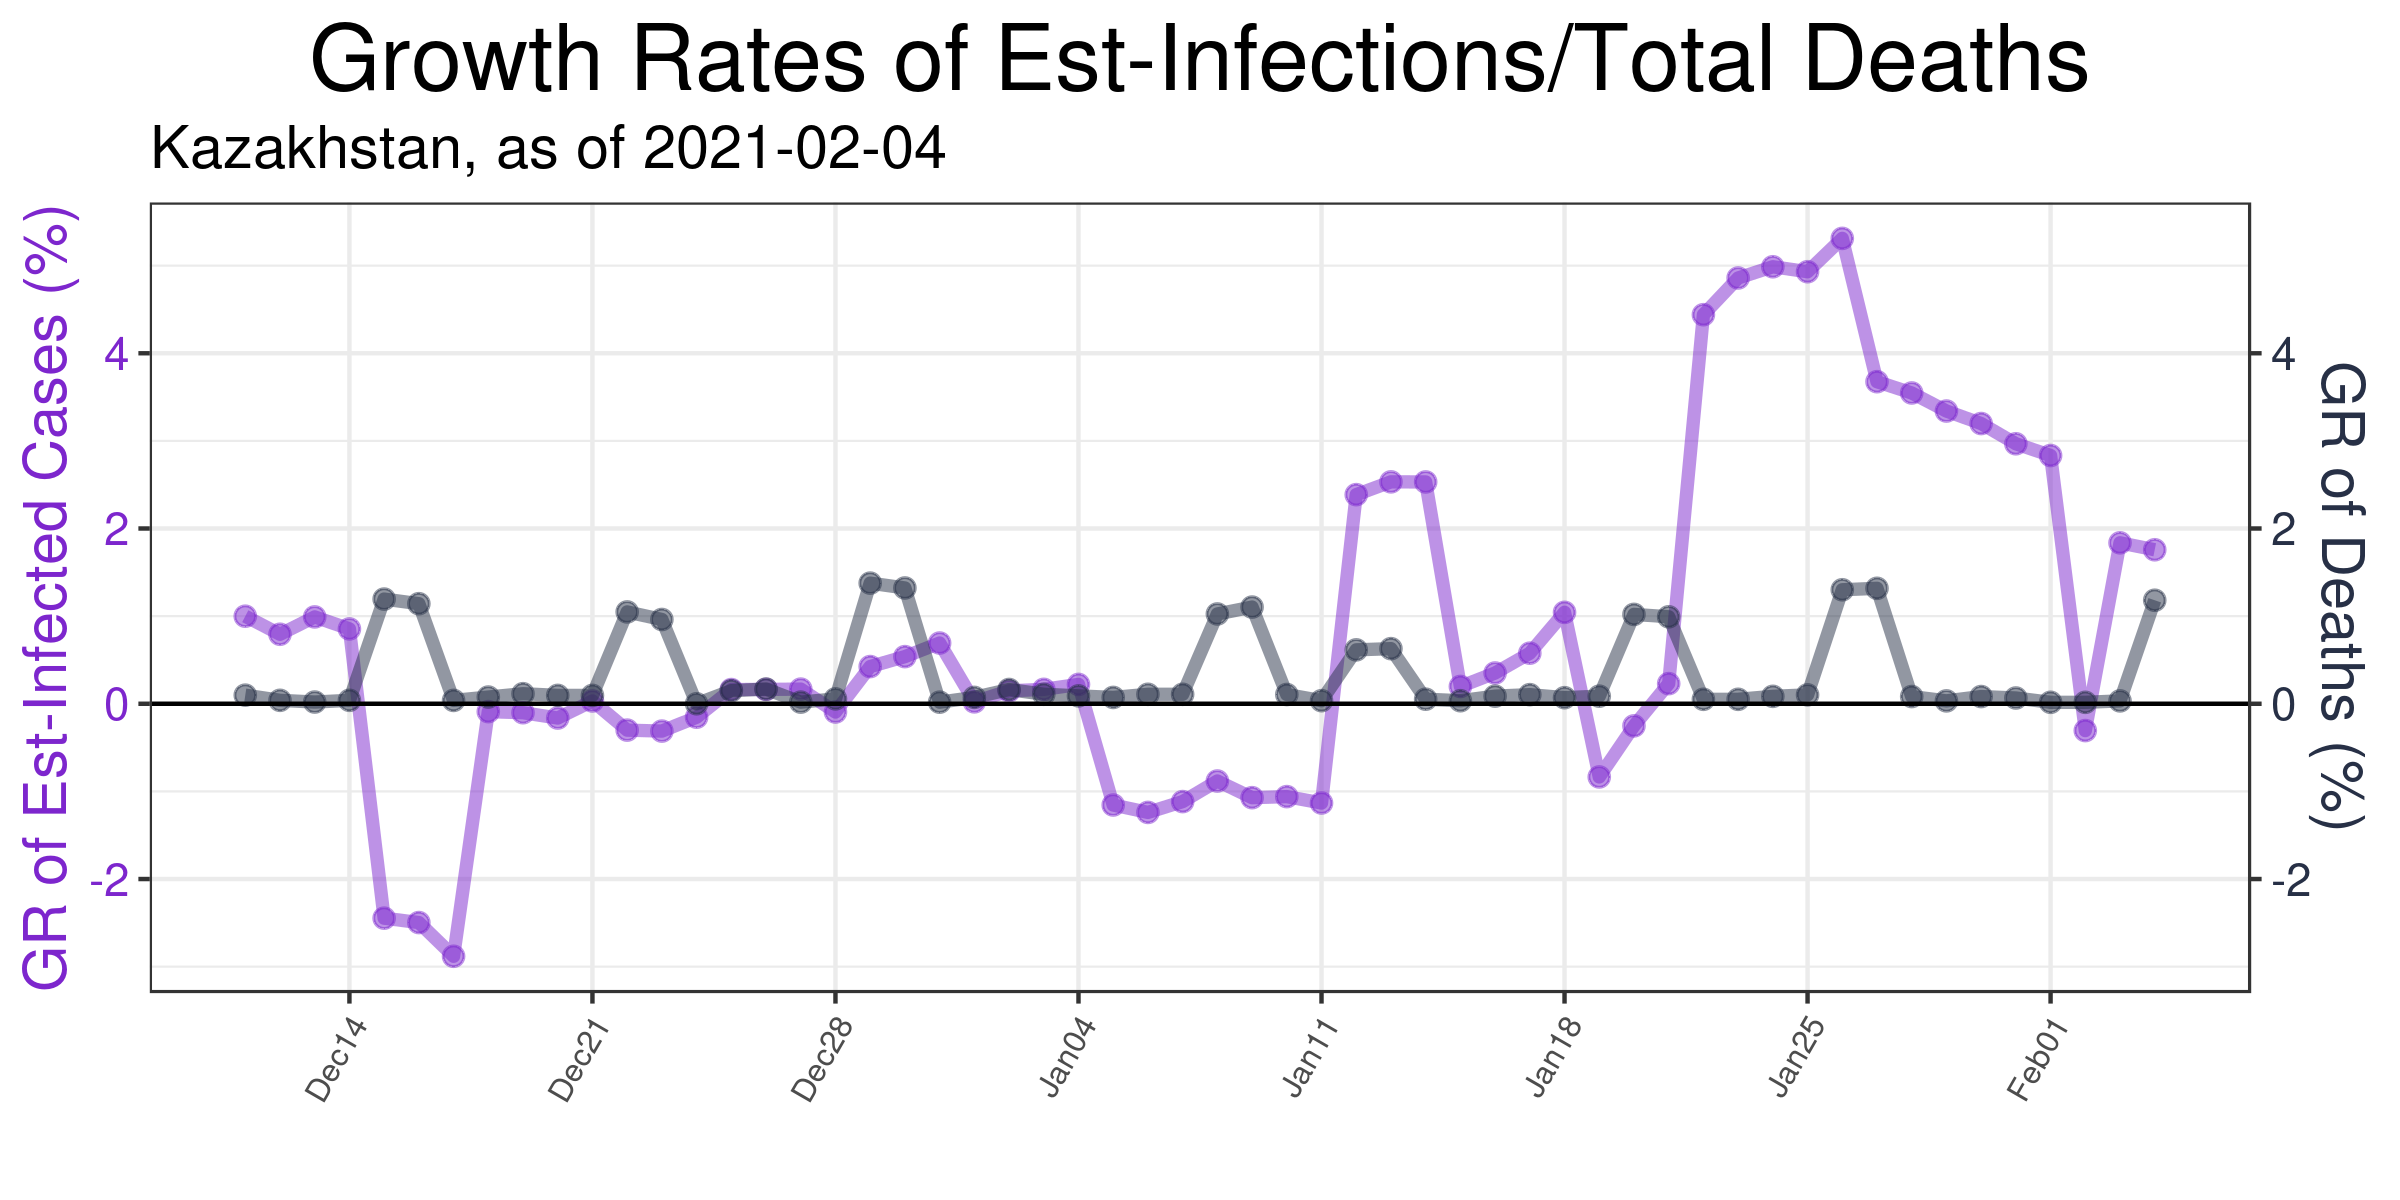 Growth Rates of Est-Infections/Total Deaths
Kazakhstan, as of 2021-02-04
GR of Est-Infected Cases (%)
4
2
0
-2
4
2
0
-2
GR of Deaths (%)
Dec14
Dec21
Dec28
Jan04
Jan11
Jan18
Jan25
Feb01